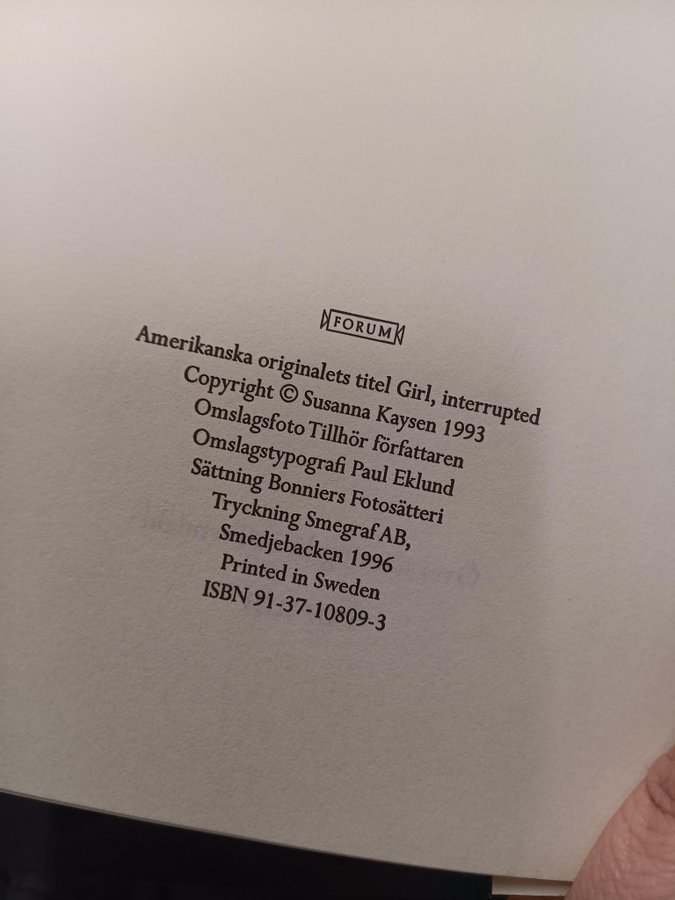 FORUM
Amerikanska originalets titel Girl, interrupted
Copyright © Susanna Kaysen 1993
Omslagsfoto Tillhör författaren
Omslagstypografi Paul Eklund
Sättning Bonniers Fotosätteri
Tryckning Smegraf AB,
Smedjebacken 1996
Printed in Sweden
ISBN 91-37-10809-3